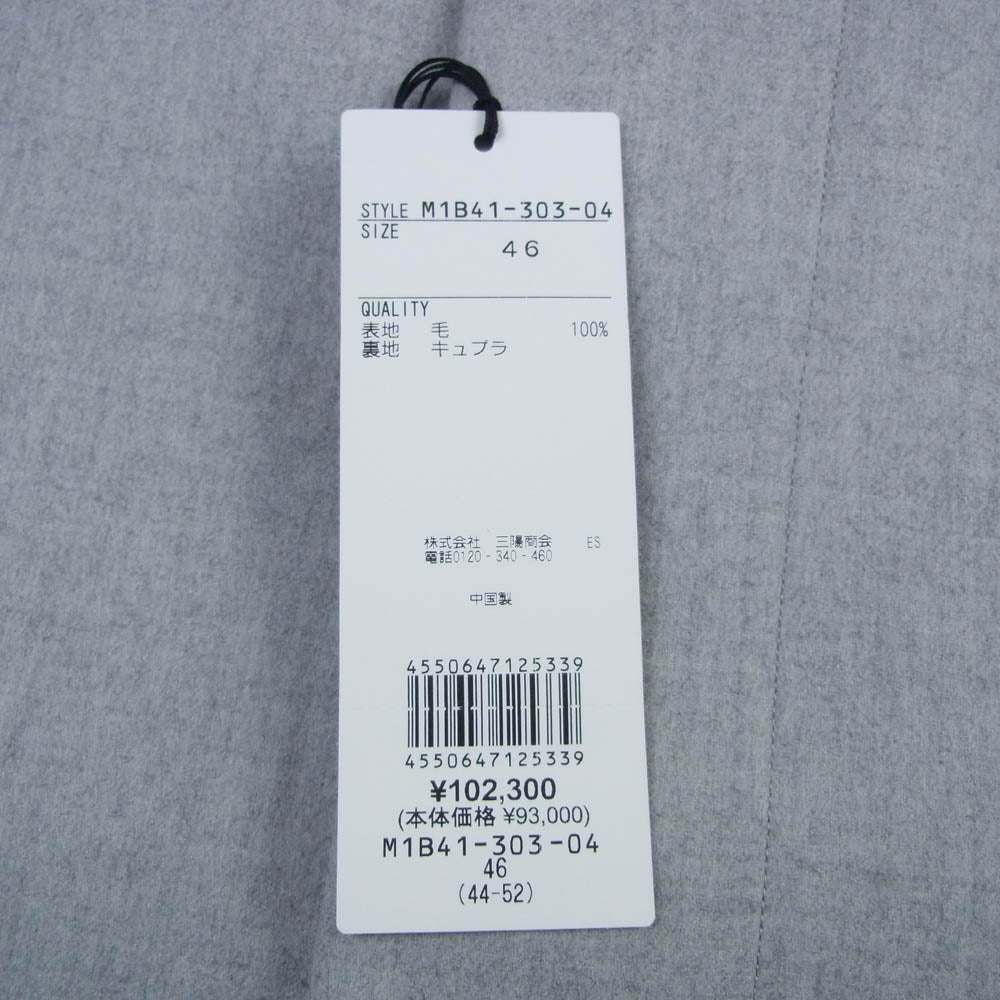 STYLE M1B41-303-04
SIZE
46
QUALITY
表地 毛 100%
裏地 キュプラ
株式会社 三陽商会 ES
電話0120-340-460
中国製
4550647125339
4550647125339
¥102,300
(本体価格 ¥93,000)
M1B41-303-04
46
(44-52)